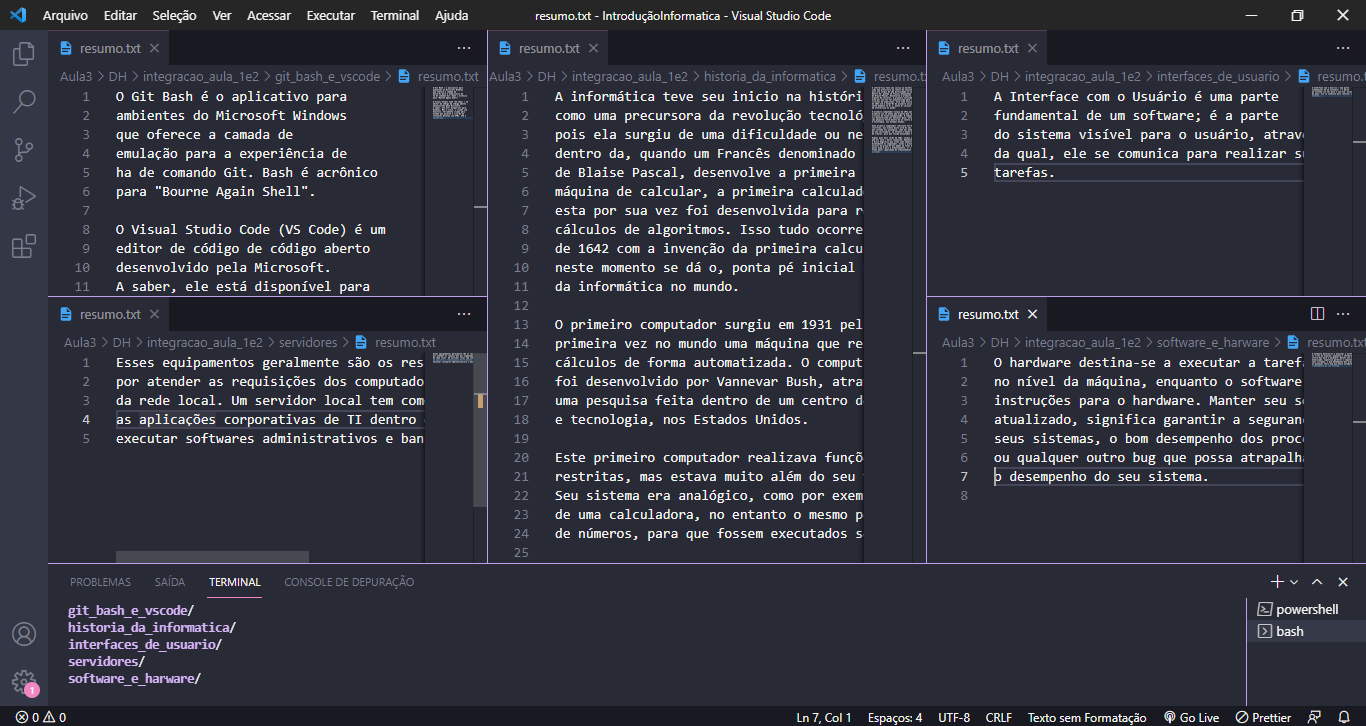 Arquivo Editar Seleção Ver Acessar Executar Terminal Ajuda
resumo.txt - IntroduçãoInformatica - Visual Studio Code
resumo.txt
Aula3 > DH > integracao_aula_1e2 > git_bash_e_vscode > resumo.txt
1 O Git Bash é o aplicativo para
2 ambientes do Microsoft Windows
3 que oferece a camada de
4 emulação para a experiência de
5 ha de comando Git. Bash é acrônico
6 para "Bourne Again Shell".
7
8 O Visual Studio Code (VS Code) é um
9 editor de código de código aberto
10 desenvolvido pela Microsoft.
11 A saber, ele está disponível para
resumo.txt
Aula3 > DH > integracao_aula_1e2 > servidores > resumo.txt
1 Esses equipamentos geralmente são os res
2 por atender as requisições dos computado
3 da rede local. Um servidor local tem com
4 as aplicações corporativas de TI dentro
5 executar softwares administrativos e ban
resumo.txt
Aula3 > DH > integracao_aula_1e2 > historia_da_informatica > resumo.t
1 A informática teve seu inicio na históri
2 como uma precursora da revolução tecnoló
3 pois ela surgiu de uma dificuldade ou ne
4 dentro da, quando um Francês denominado
5 de Blaise Pascal, desenvolve a primeira
6 máquina de calcular, a primeira calculad
7 esta por sua vez foi desenvolvida para r
8 cálculos de algoritmos. Isso tudo ocorre
9 de 1642 com a invenção da primeira calcu
10 neste momento se dá o, ponta pé inicial
11 da informática no mundo.
12
13 O primeiro computador surgiu em 1931 pel
14 primeira vez no mundo uma máquina que re
15 cálculos de forma automatizada. O comput
16 foi desenvolvido por Vannevar Bush, atra
17 uma pesquisa feita dentro de um centro d
18 e tecnologia, nos Estados Unidos.
19
20 Este primeiro computador realizava funçõ
21 restritas, mas estava muito além do seu
22 Seu sistema era analógico, como por exem
23 de uma calculadora, no entanto o mesmo p
24 de números, para que fossem executados s
25
resumo.txt
Aula3 > DH > integracao_aula_1e2 > interfaces_de_usuario > resumo.
1 A Interface com o Usuário é uma parte
2 fundamental de um software; é a parte
3 do sistema visível para o usuário, atrav
4 da qual, ele se comunica para realizar s
5 tarefas.
resumo.txt
Aula3 > DH > integracao_aula_1e2 > software_e_harware > resumo.txt
1 O hardware destina-se a executar a taref
2 no nível da máquina, enquanto o software
3 instruções para o hardware. Manter seu s
4 atualizado, significa garantir a seguran
5 seus sistemas, o bom desempenho dos proc
6 ou qualquer outro bug que possa atrapalh
7 o desempenho do seu sistema.
8
PROBLEMAS SAÍDA TERMINAL CONSOLE DE DEPURAÇÃO
git_bash_e_vscode/
historia_da_informatica/
interfaces_de_usuario/
servidores/
software_e_harware/
powershell
bash
1
0 0 Ln 7, Col 1 Espaços: 4 UTF-8 CRLF Texto sem Formatação Go Live Prettier